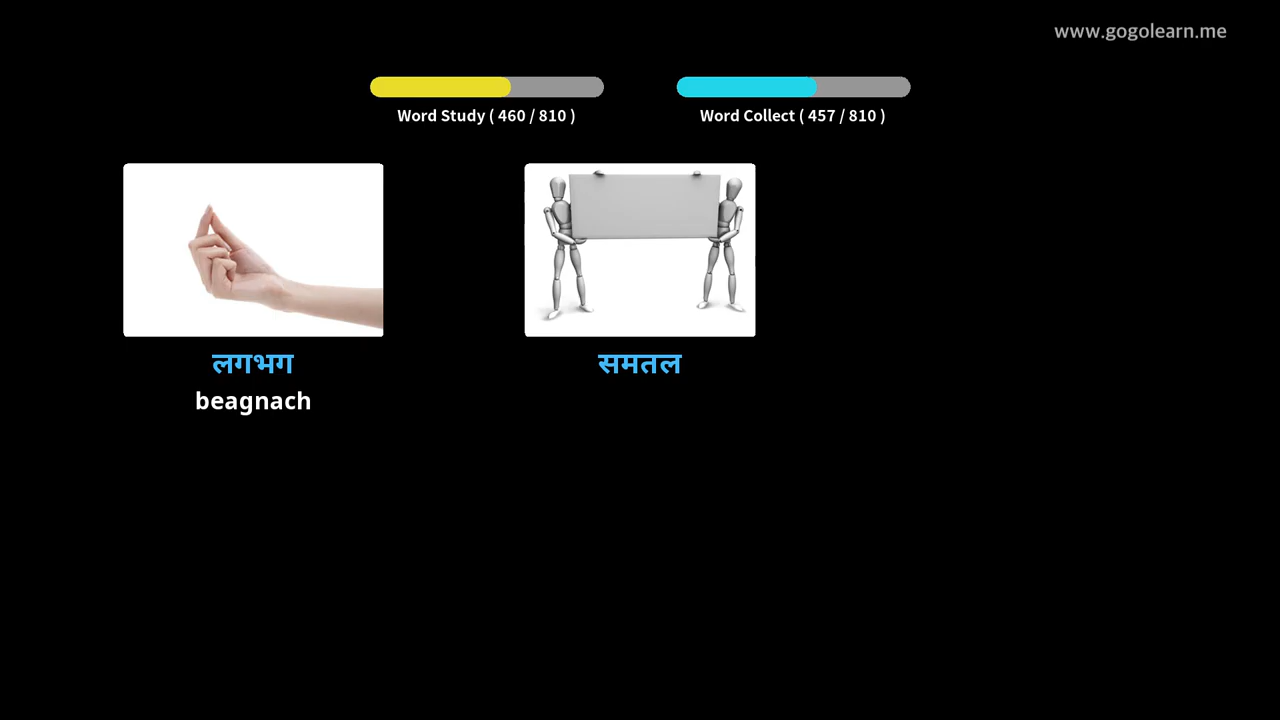 www.gogolearn.me
Word Study ( 460 / 810 )
Word Collect ( 457 / 810 )
लगभग
beagnach
समतल